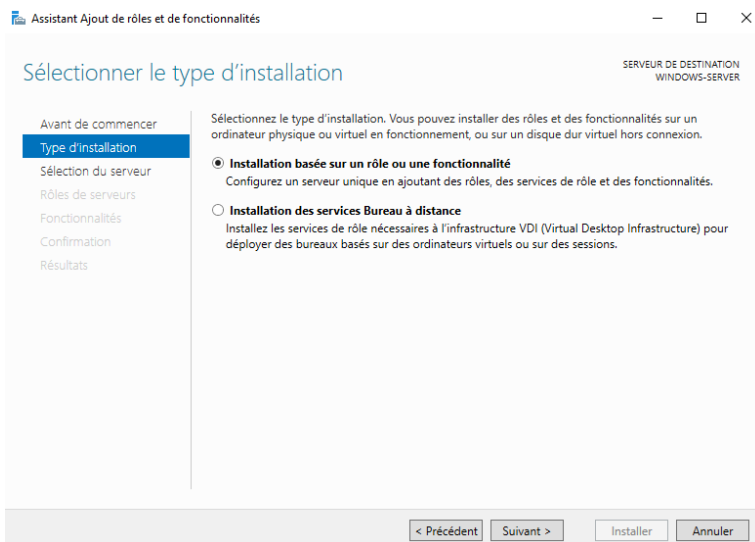 Assistant Ajout de rôles et de fonctionnalités
Sélectionner le type d'installation
SERVEUR DE DESTINATION
WINDOWS-SERVER
Avant de commencer
Type d'installation
Sélection du serveur
Rôles de serveurs
Fonctionnalités
Confirmation
Résultats
Sélectionnez le type d'installation. Vous pouvez installer des rôles et des fonctionnalités sur un
ordinateur physique ou virtuel en fonctionnement, ou sur un disque dur virtuel hors connexion.
Installation basée sur un rôle ou une fonctionnalité
Configurez un serveur unique en ajoutant des rôles, des services de rôle et des fonctionnalités.
Installation des services Bureau à distance
Installez les services de rôle nécessaires à l'infrastructure VDI (Virtual Desktop Infrastructure) pour
déployer des bureaux basés sur des ordinateurs virtuels ou sur des sessions.
< Précédent
Suivant >
Installer
Annuler